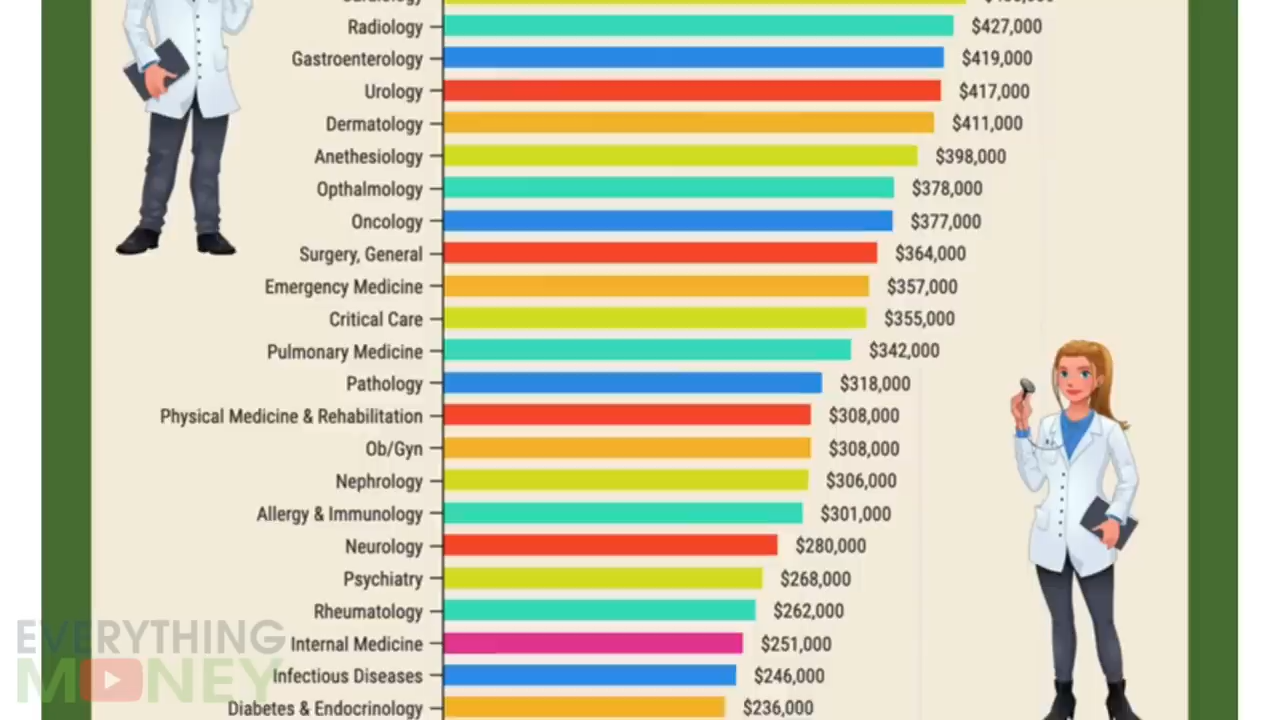 Radiology $427,000
Gastroenterology $419,000
Urology $417,000
Dermatology $411,000
Anethesiology $398,000
Opthalmology $378,000
Oncology $377,000
Surgery, General $364,000
Emergency Medicine $357,000
Critical Care $355,000
Pulmonary Medicine $342,000
Pathology $318,000
Physical Medicine & Rehabilitation $308,000
Ob/Gyn $308,000
Nephrology $306,000
Allergy & Immunology $301,000
Neurology $280,000
Psychiatry $268,000
Rheumatology $262,000
Internal Medicine $251,000
Infectious Diseases $246,000
Diabetes & Endocrinology $236,000
EVERYTHING
MONEY